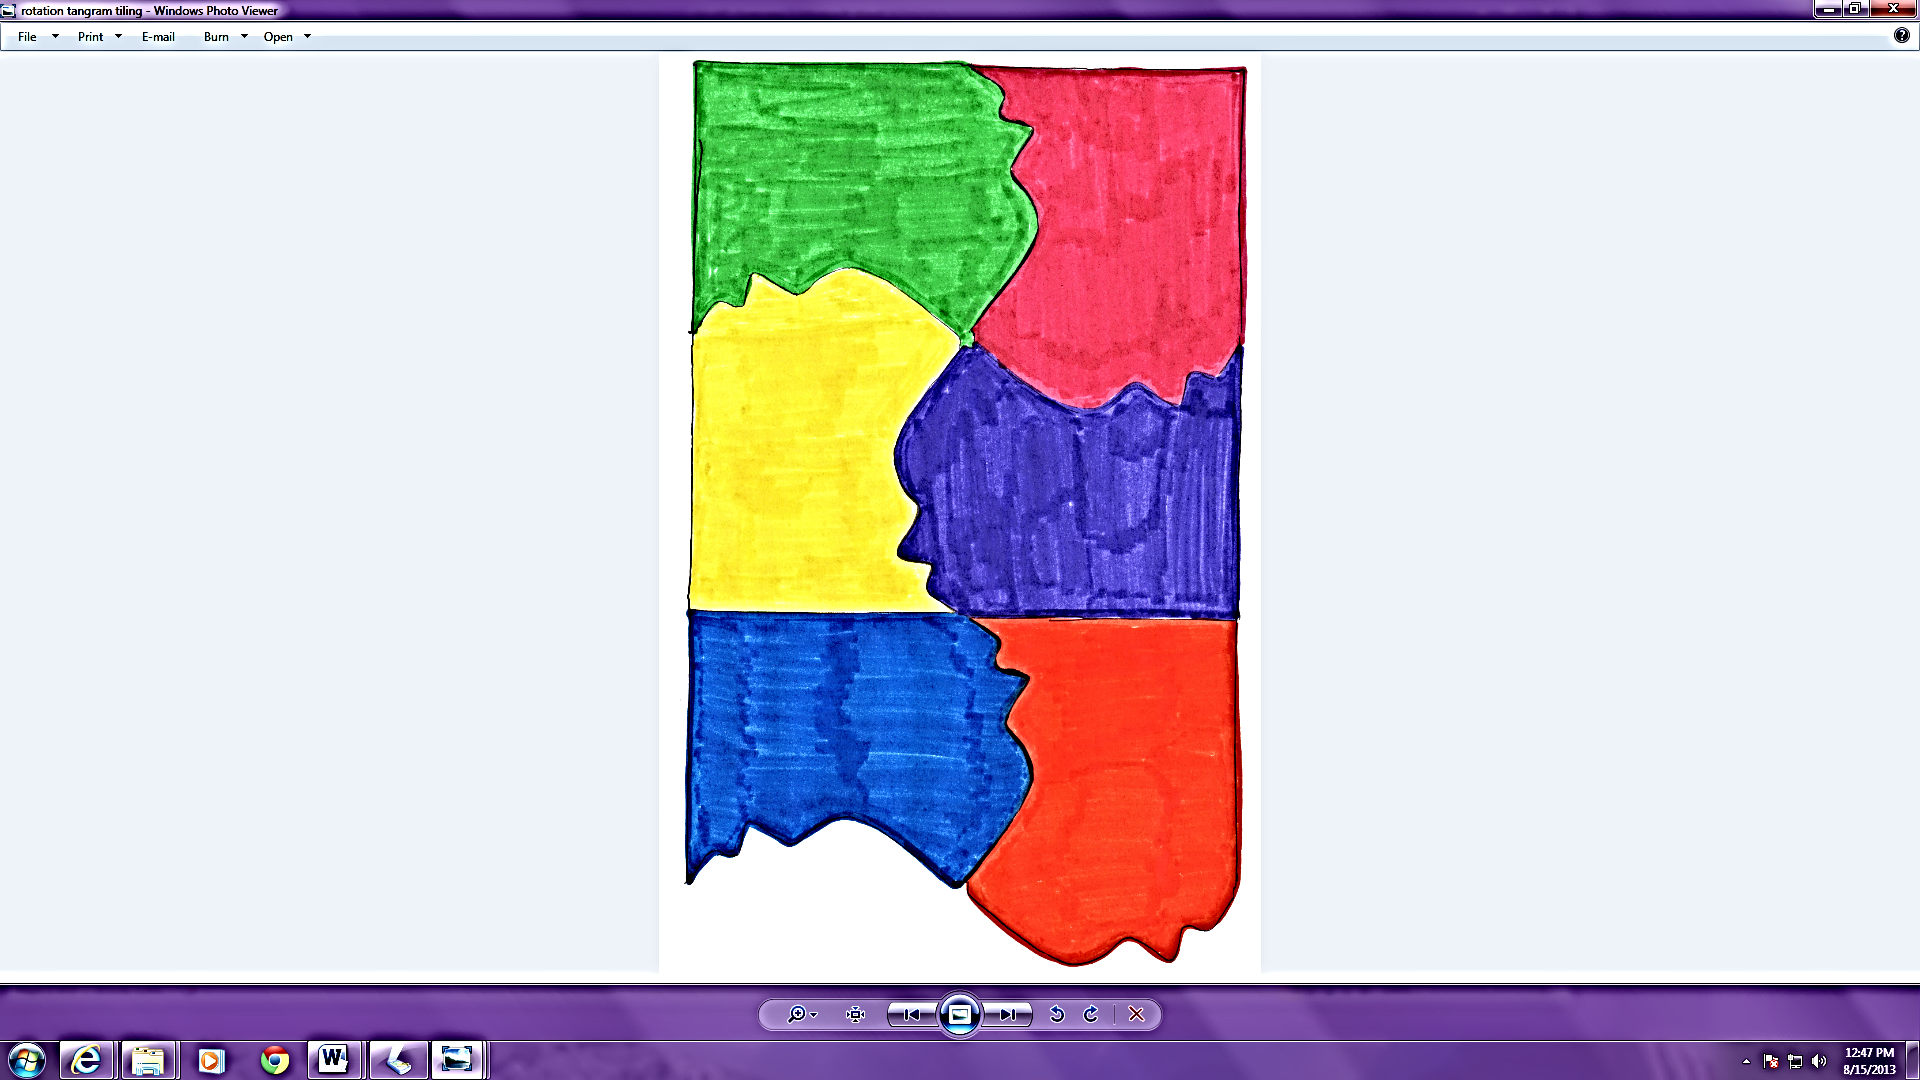 rotation tangram tiling - Windows Photo Viewer
File Print E-mail Burn Open
12:47 PM
8/15/2013